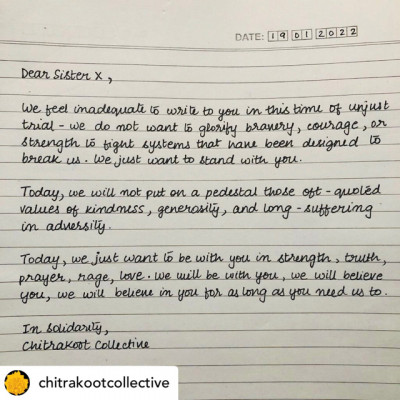 DATE: 19 01 2022
Dear Sister X,
We feel inadequate to write to you in this time of unjust
trial - we do not want to glorify bravery, courage, or
strength to fight systems that have been designed to
break us. We just want to stand with you.
Today, we will not put on a pedestal those oft-quoted
values of kindness, generosity, and long-suffering
in adversity.
Today, we just want to be with you in strength, truth,
prayer, rage, love. We will be with you, we will believe
you, we will believe in you for as long as you need us to.
In Solidarity,
Chitrakoot Collective
chitrakootcollective